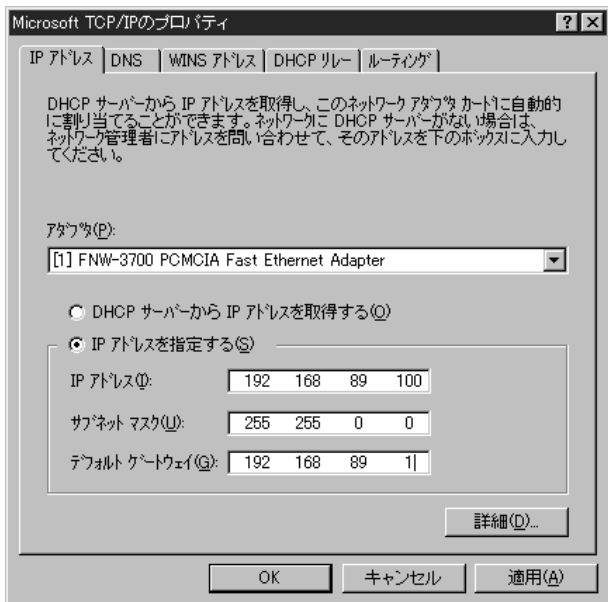 Microsoft TCP/IPのプロパティ
IP アドレス DNS WINS アドレス DHCP リレー ルーティング
DHCP サーバーから IP アドレスを取得し、このネットワーク アダプタ カードに自動的
に割り当てることができます。ネットワークに DHCP サーバーがない場合は、
ネットワーク管理者にアドレスを問い合わせて、そのアドレスを下のボックスに入力し
てください。
アダプタ(P):
[1] FNW-3700 PCMCIA Fast Ethernet Adapter
DHCP サーバーから IP アドレスを取得する(O)
IP アドレスを指定する(S)
IP アドレス(I): 192 168 89 100
サブネット マスク(U): 255 255 0 0
デフォルト ゲートウェイ(G): 192 168 89 1
詳細(D)...
OK キャンセル 適用(A)